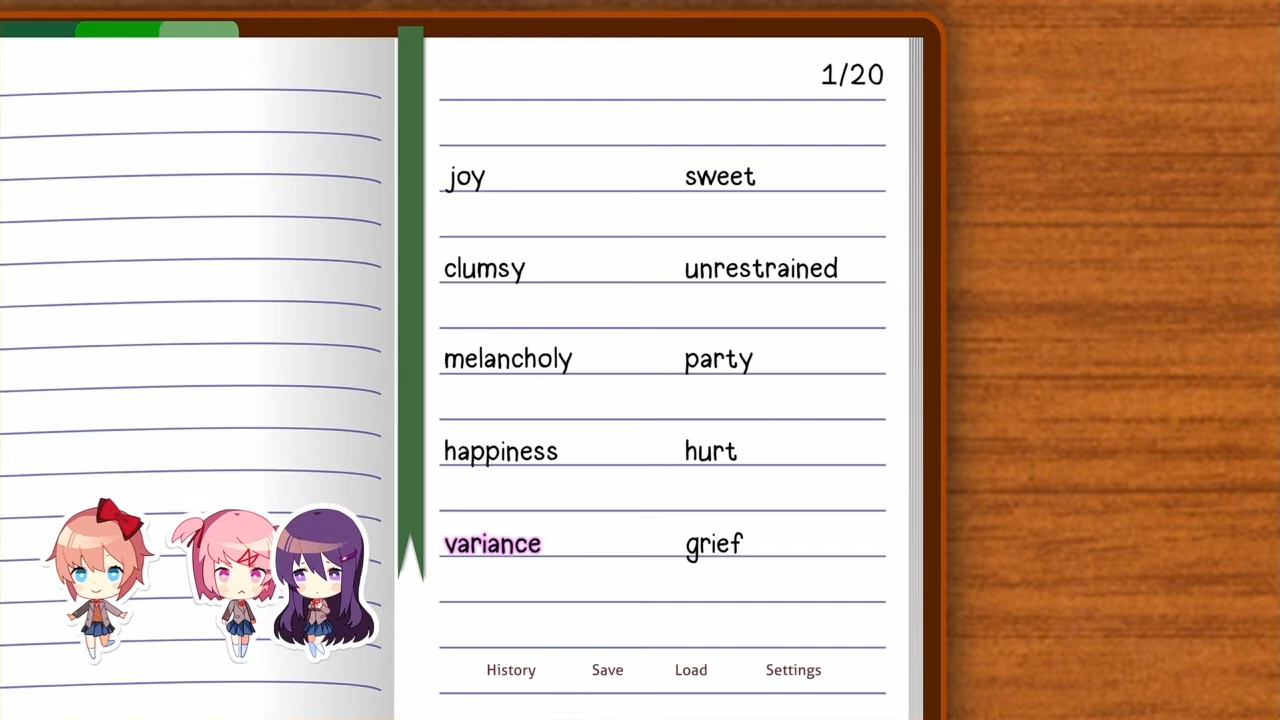 1/20
joy sweet
clumsy unrestrained
melancholy party
happiness hurt
variance grief
History Save Load Settings